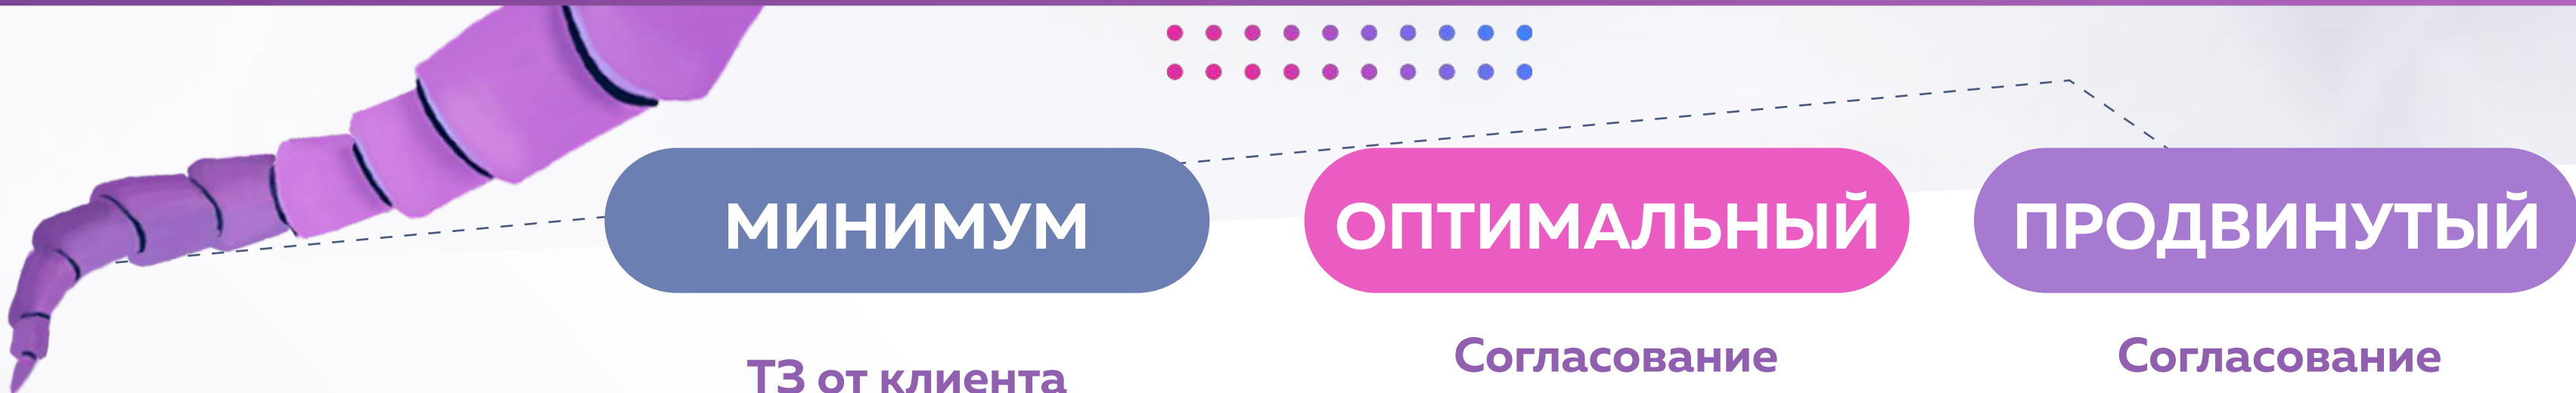 МИНИМУМ
ОПТИМАЛЬНЫЙ
ПРОДВИНУТЫЙ
ТЗ от клиента
Согласование
Согласование